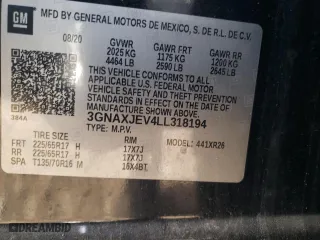 GM
MFD BY GENERAL MOTORS DE MEXICO, S. DE R.L. DE C.V.
08/20 GVWR GAWR FRT GAWR RR
2025 KG 1175 KG 1200 KG
4464 LB 2590 LB 2645 LB
THIS VEHICLE CONFORMS TO ALL APPLICABLE
U.S. FEDERAL MOTOR VEHICLE SAFETY, BUMPER,
AND THEFT PREVENTION STANDARDS IN EFFECT
ON THE DATE OF MANUFACTURE SHOWN ABOVE.
384A
3GNAXJEV4LL318194
TYPE: M.P.V. MODEL: 441XR26
TIRE SIZE RIM
FRT 225/65R17 H 17X7J
RR 225/65R17 H 17X7J
SPA T135/70R16 M 16X4BT